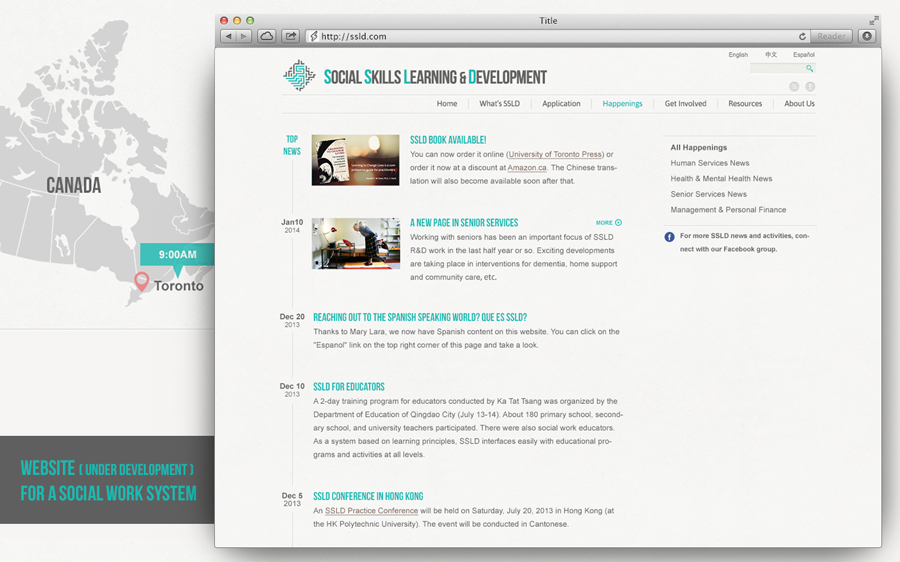 CANADA
9:00AM
Toronto
WEBSITE ( UNDER DEVELOPMENT )
FOR A SOCIAL WORK SYSTEM
Title
http://ssld.com
Reader
English 中文 Español
SOCIAL SKILLS LEARNING & DEVELOPMENT
Home What's SSLD Application Happenings Get Involved Resources About Us
TOP
NEWS
SSLD BOOK AVAILABLE!
You can now order it online (University of Toronto Press) or
order it now at a discount at Amazon.ca. The Chinese trans-
lation will also become available soon after that.
Jan10
2014
A NEW PAGE IN SENIOR SERVICES
MORE
Working with seniors has been an important focus of SSLD
R&D work in the last half year or so. Exciting developments
are taking place in interventions for dementia, home support
and community care, etc.
Dec 20
2013
REACHING OUT TO THE SPANISH SPEAKING WORLD? QUE ES SSLD?
Thanks to Mary Lara, we now have Spanish content on this website. You can click on the
"Espanol" link on the top right corner of this page and take a look.
Dec 10
2013
SSLD FOR EDUCATORS
A 2-day training program for educators conducted by Ka Tat Tsang was organized by the
Department of Education of Qingdao City (July 13-14). About 180 primary school, second-
ary school, and university teachers participated. There were also social work educators.
As a system based on learning principles, SSLD interfaces easily with educational pro-
grams and activities at all levels.
Dec 5
2013
SSLD CONFERENCE IN HONG KONG
An SSLD Practice Conference will be held on Saturday, July 20, 2013 in Hong Kong (at
the HK Polytechnic University). The event will be conducted in Cantonese.
All Happenings
Human Services News
Health & Mental Health News
Senior Services News
Management & Personal Finance
For more SSLD news and activities, con-
nect with our Facebook group.